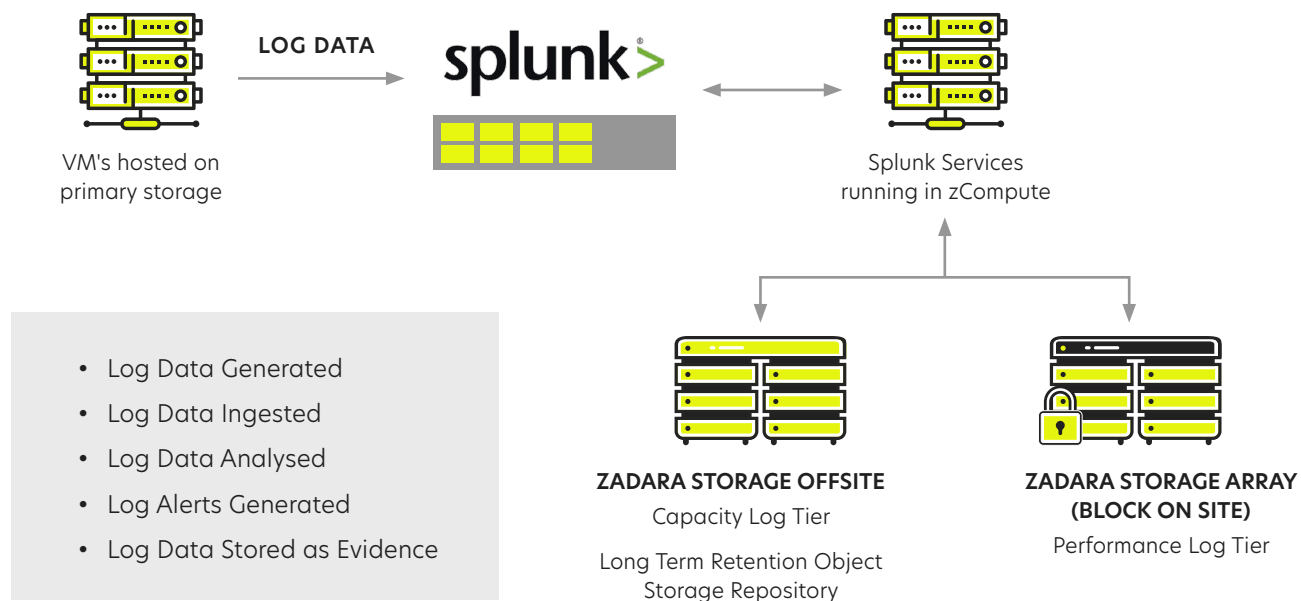 LOG DATA
splunk>®
VM's hosted on
primary storage
Splunk Services
running in zCompute
• Log Data Generated
• Log Data Ingested
• Log Data Analysed
• Log Alerts Generated
• Log Data Stored as Evidence
ZADARA STORAGE OFFSITE
Capacity Log Tier
Long Term Retention Object
Storage Repository
ZADARA STORAGE ARRAY
(BLOCK ON SITE)
Performance Log Tier